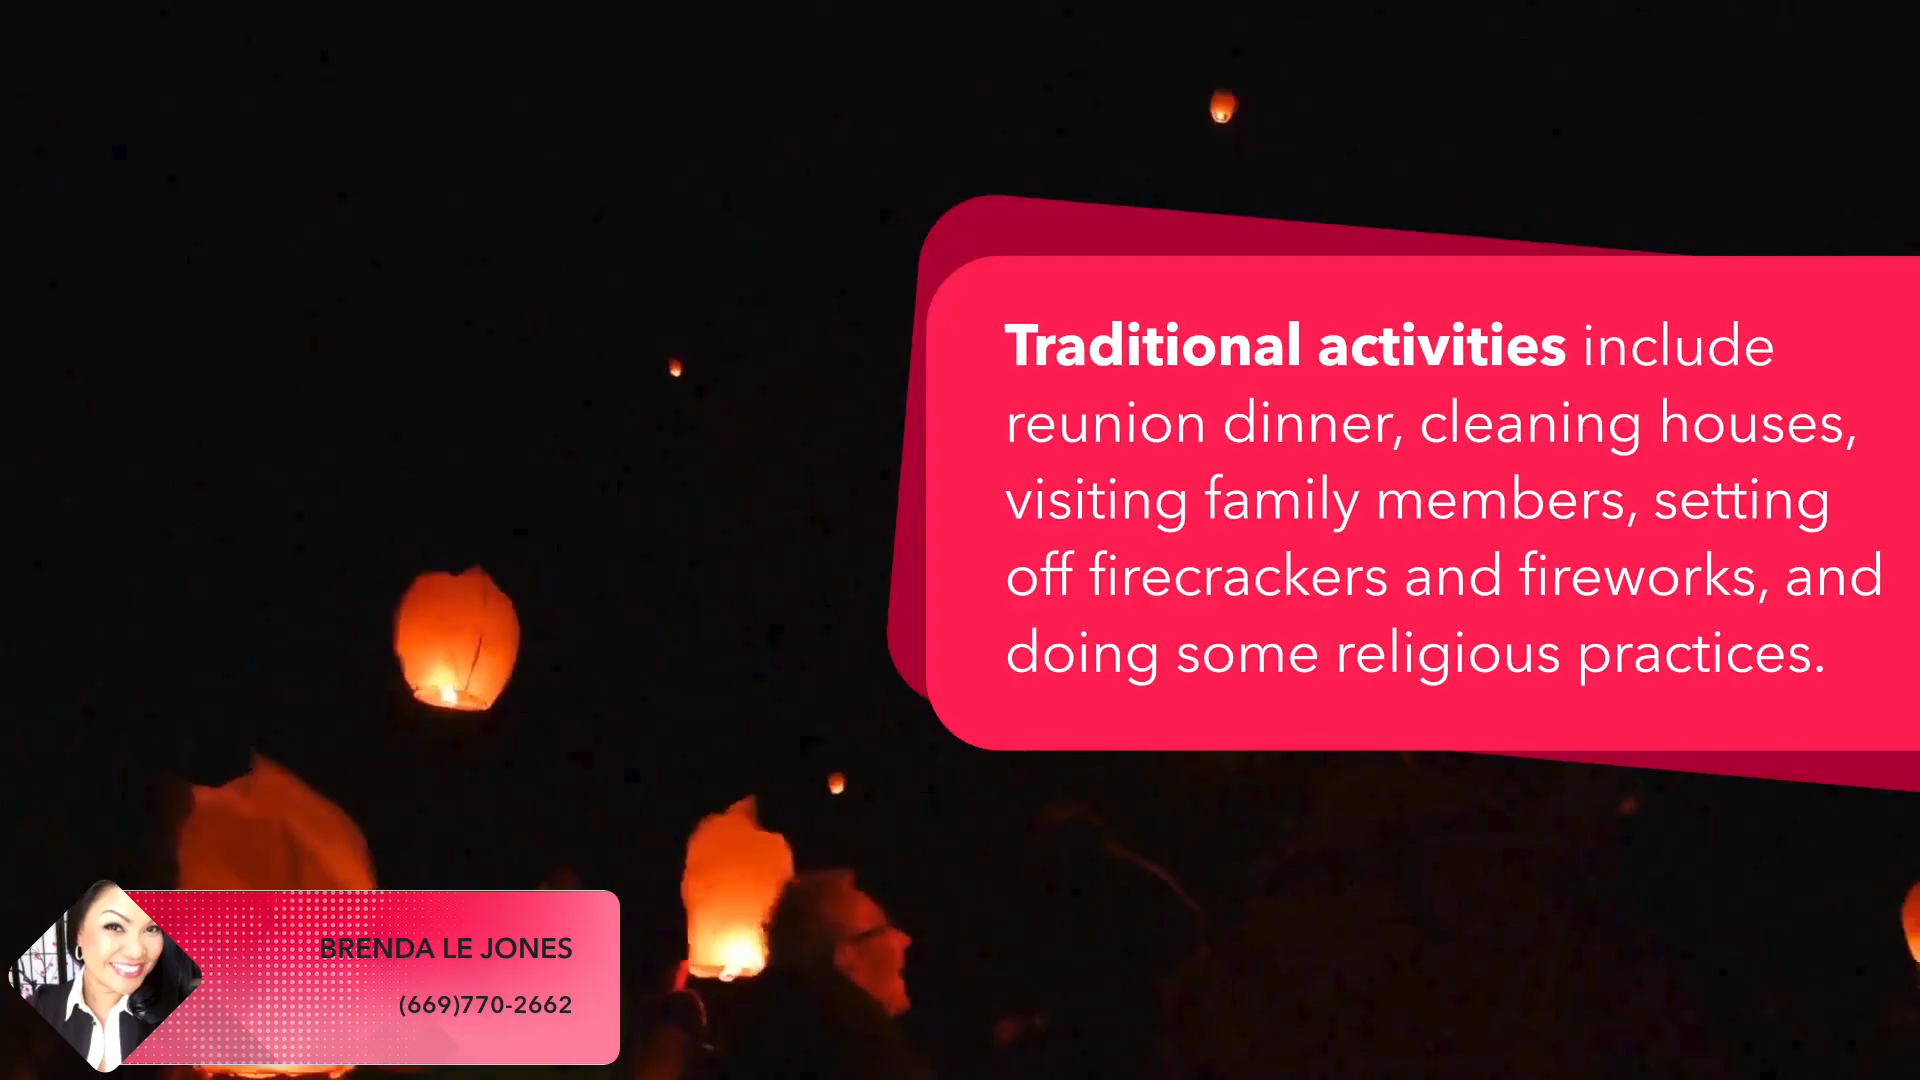 Traditional activities include
reunion dinner, cleaning houses,
visiting family members, setting
off firecrackers and fireworks, and
doing some religious practices.
BRENDA LE JONES
(669)770-2662